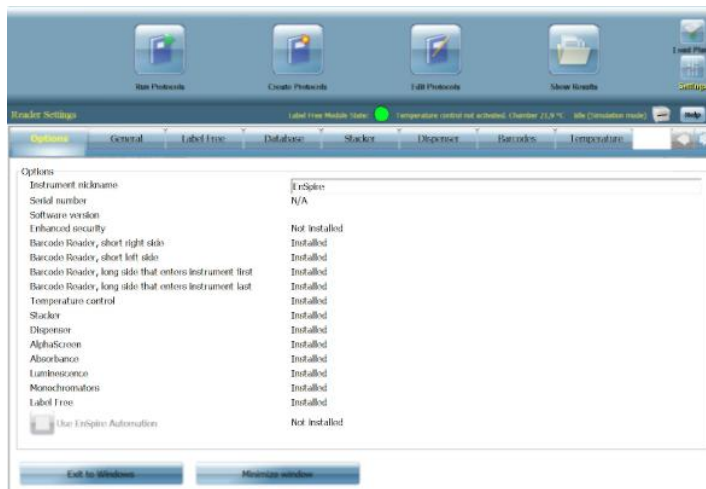 Run Protocols
Create Protocols
Edit Protocols
Show Results
Load Pla
Settings
Reader Settings
Label Free Module State:
Temperature control not activated. Chamber 21,9 °C
Idle (Simulation mode)
Help
Options
General
Label Free
Database
Stacker
Dispenser
Barcodes
Temperature
Options
Instrument nickname EnSpire
Serial number N/A
Software version
Enhanced security Not Installed
Barcode Reader, short right side Installed
Barcode Reader, short left side Installed
Barcode Reader, long side that enters instrument first Installed
Barcode Reader, long side that enters instrument last Installed
Temperature control Installed
Stacker Installed
Dispenser Installed
AlphaScreen Installed
Absorbance Installed
Luminescence Installed
Monochromators Installed
Label Free Installed
Use EnSpire Automation Not Installed
Exit to Windows
Minimize window